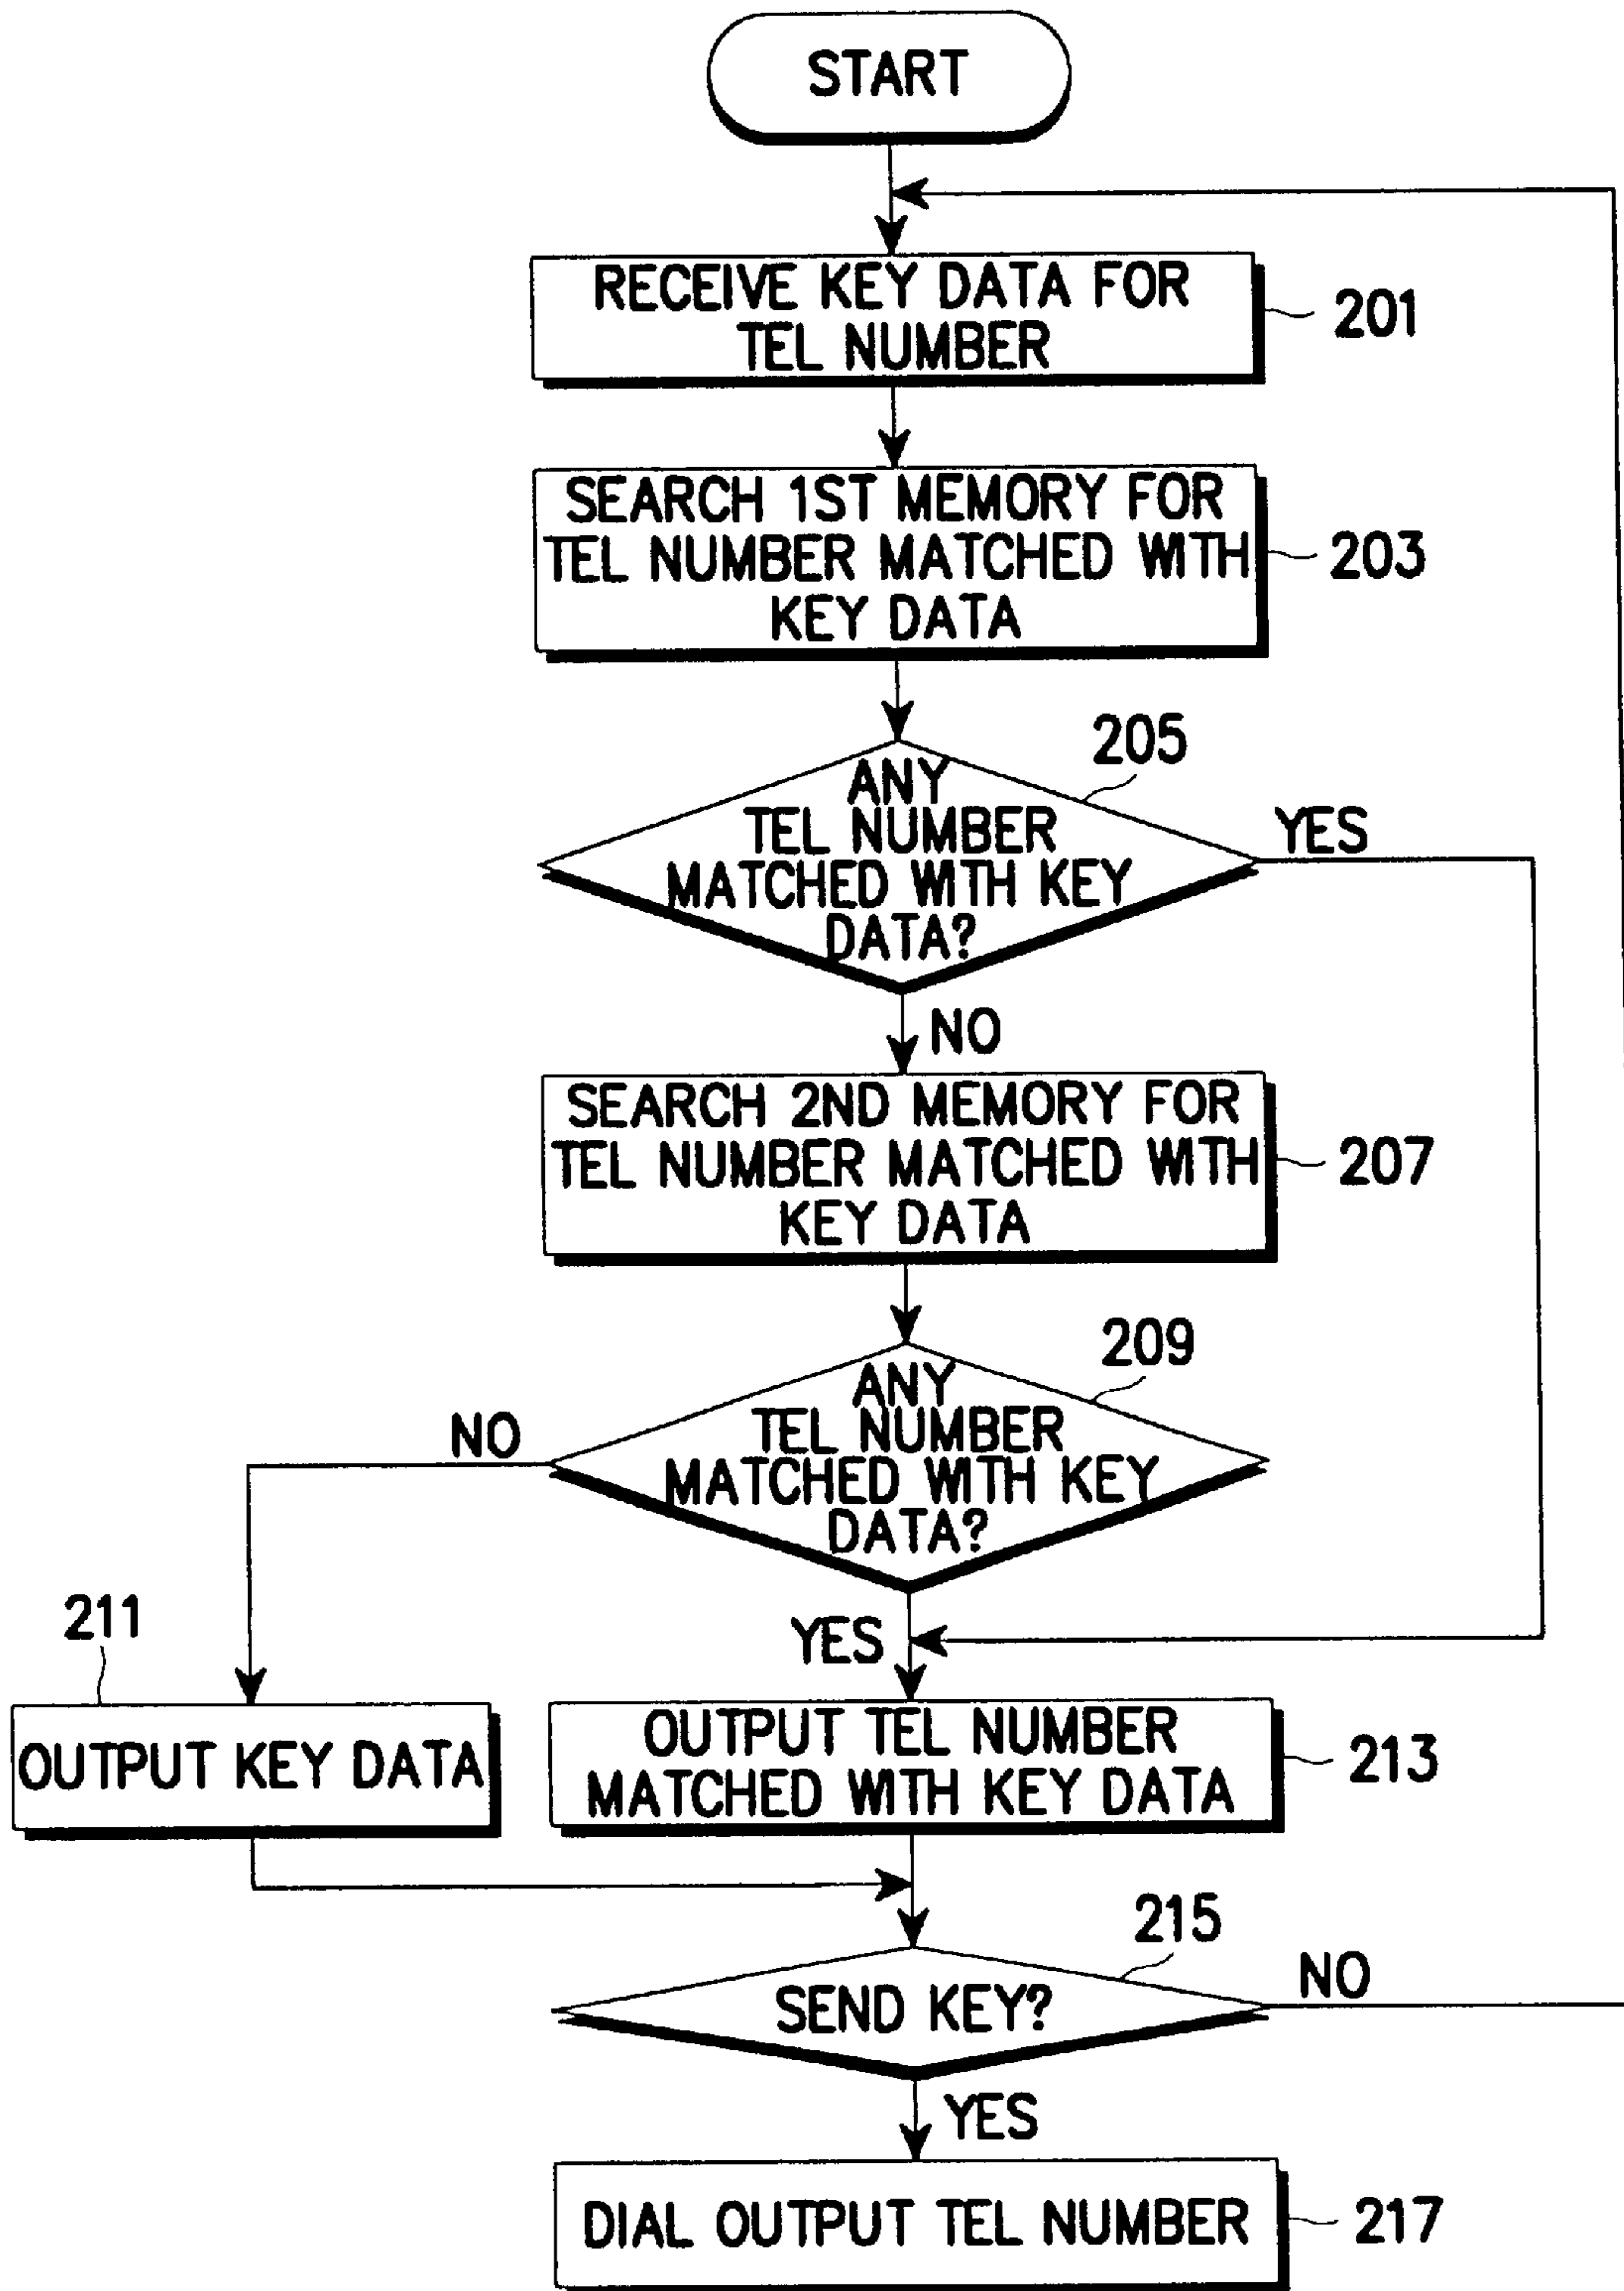 START
RECEIVE KEY DATA FOR
TEL NUMBER
201
SEARCH 1ST MEMORY FOR
TEL NUMBER MATCHED WITH
KEY DATA
203
205
ANY
TEL NUMBER
MATCHED WITH KEY
DATA?
YES
NO
SEARCH 2ND MEMORY FOR
TEL NUMBER MATCHED WITH
KEY DATA
207
209
ANY
TEL NUMBER
MATCHED WITH KEY
DATA?
NO
YES
211
OUTPUT KEY DATA
OUTPUT TEL NUMBER
MATCHED WITH KEY DATA
213
215
SEND KEY?
NO
YES
DIAL OUTPUT TEL NUMBER
217